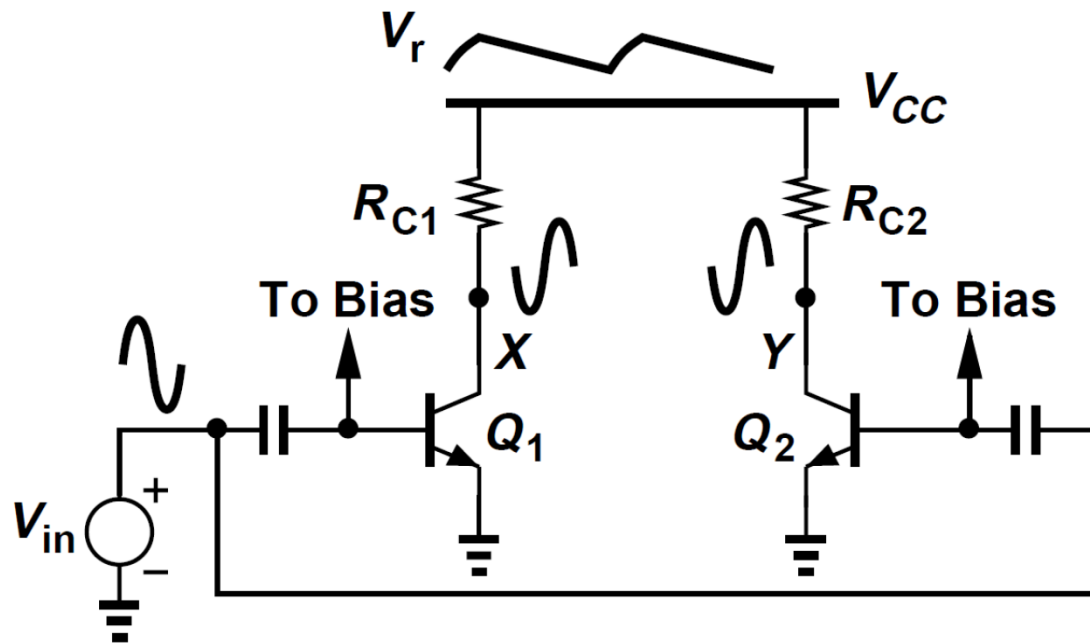 Vr
VCC
RC1
RC2
To Bias
To Bias
X
Y
Q1
Q2
Vin
+
−